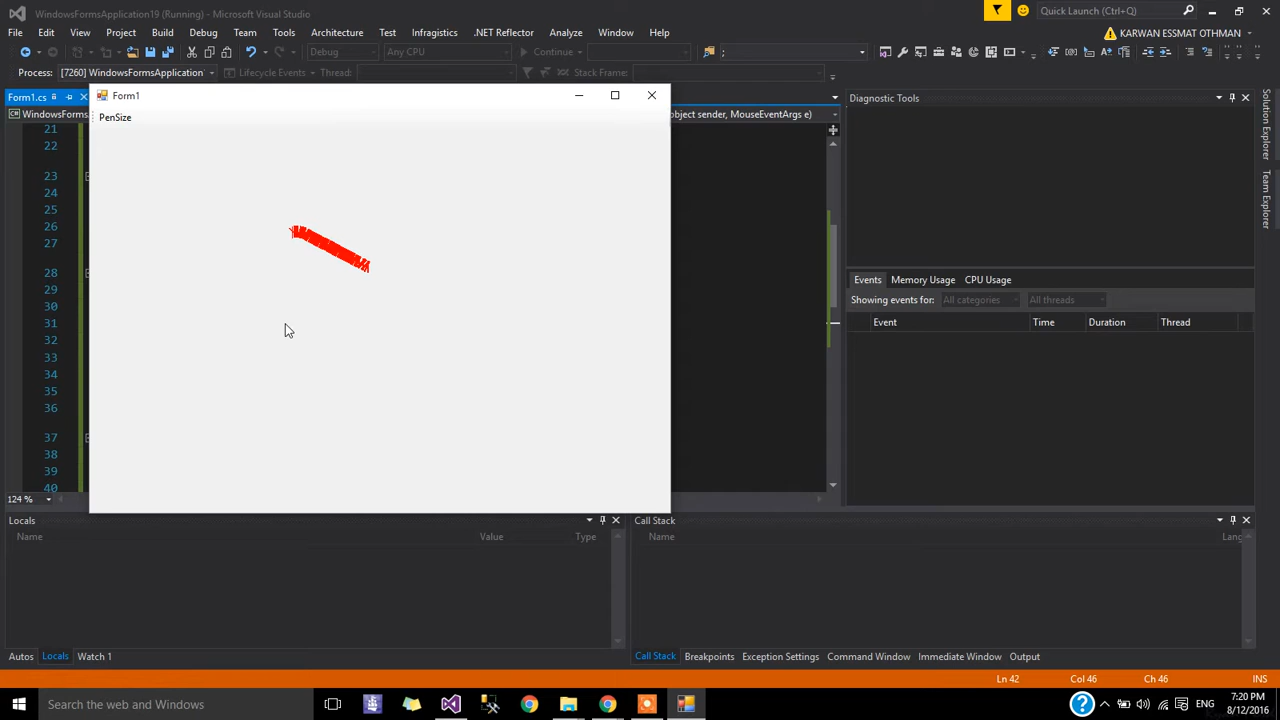 WindowsFormsApplication19 (Running) - Microsoft Visual Studio
Quick Launch (Ctrl+Q)
File Edit View Project Build Debug Team Tools Architecture Test Infragistics .NET Reflector Analyze Window Help
KARWAN ESSMAT OTHMAN
Debug Any CPU Continue ;
Process: [7260] WindowsFormsApplication Lifecycle Events Thread: Stack Frame:
Form1.cs Form1 Diagnostic Tools
WindowsForms. PenSize object sender, MouseEventArgs e)
21
22
23
24
25
26
27
28
29
30
31
32
33
34
35
36
37
38
39
40
124 %
Events Memory Usage CPU Usage
Showing events for: All categories All threads
Event Time Duration Thread
Locals Call Stack
Name Value Type Name Lang
Autos Locals Watch 1 Call Stack Breakpoints Exception Settings Command Window Immediate Window Output
Solution Explorer
Team Explorer
Ln 42 Col 46 Ch 46 INS
Search the web and Windows
ENG
7:20 PM
8/12/2016